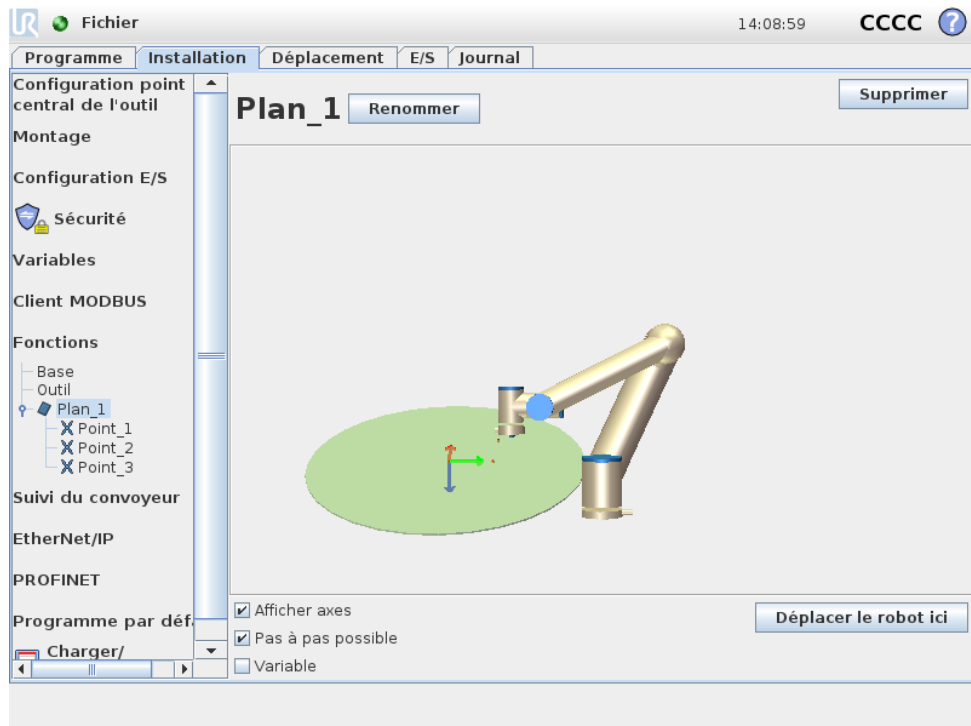 UR Fichier 14:08:59 CCCC ?
Programme Installation Déplacement E/S Journal
Configuration point
central de l'outil
Montage
Configuration E/S
Sécurité
Variables
Client MODBUS
Fonctions
Base
Outil
Plan_1
Point_1
Point_2
Point_3
Suivi du convoyeur
EtherNet/IP
PROFINET
Programme par défa
Charger/
Plan_1 Renommer Supprimer
Afficher axes
Pas à pas possible
Variable
Déplacer le robot ici